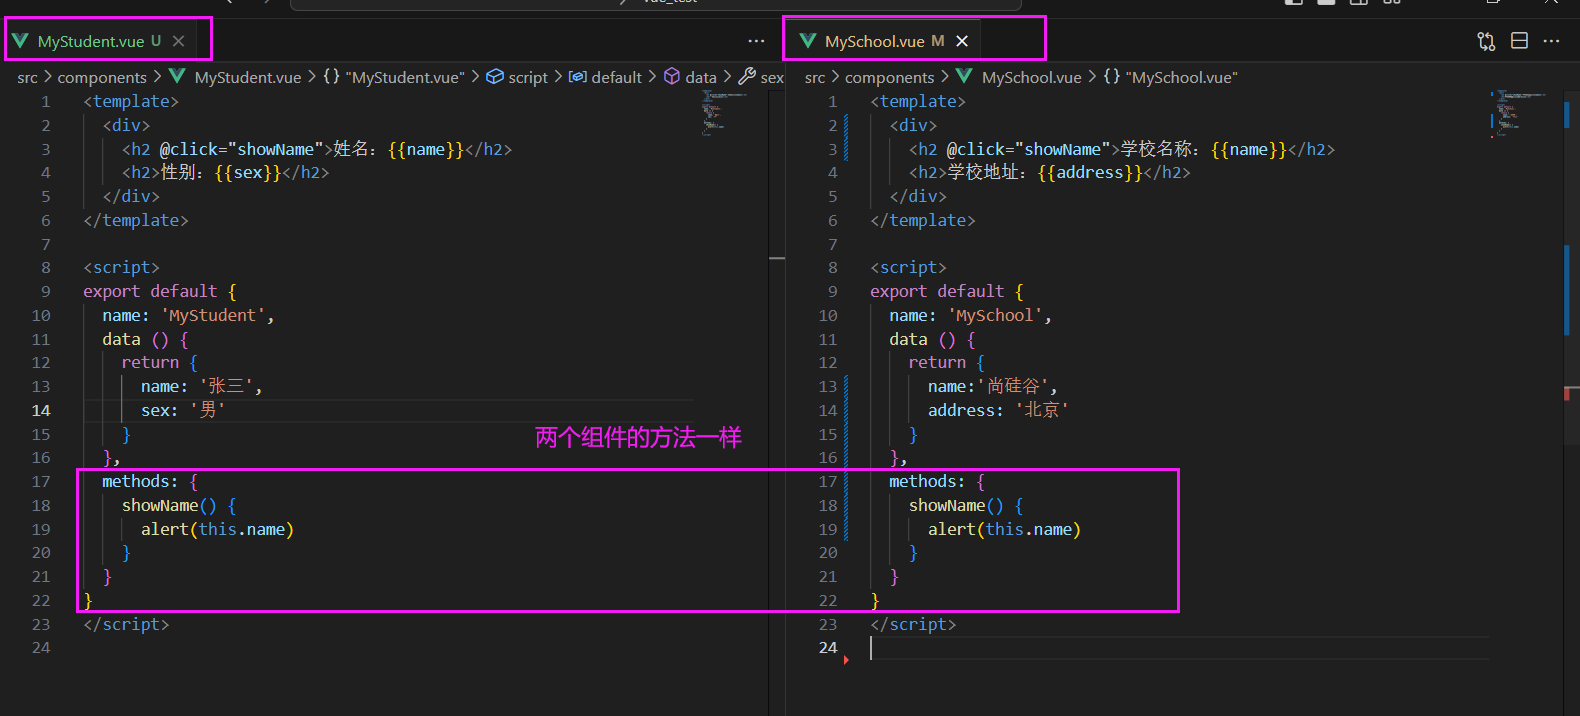 MyStudent.vue U
src > components > MyStudent.vue > {} "MyStudent.vue" > script > default > data > sex
1 <template>
2 <div>
3 <h2 @click="showName">姓名：{{name}}</h2>
4 <h2>性别：{{sex}}</h2>
5 </div>
6 </template>
7
8 <script>
9 export default {
10 name: 'MyStudent',
11 data () {
12 return {
13 name: '张三',
14 sex: '男'
15 }
16 },
17 methods: {
18 showName() {
19 alert(this.name)
20 }
21 }
22 }
23 </script>
24
两个组件的方法一样
MySchool.vue M
src > components > MySchool.vue > {} "MySchool.vue"
1 <template>
2 <div>
3 <h2 @click="showName">学校名称：{{name}}</h2>
4 <h2>学校地址：{{address}}</h2>
5 </div>
6 </template>
7
8 <script>
9 export default {
10 name: 'MySchool',
11 data () {
12 return {
13 name:'尚硅谷',
14 address: '北京'
15 }
16 },
17 methods: {
18 showName() {
19 alert(this.name)
20 }
21 }
22 }
23 </script>
24